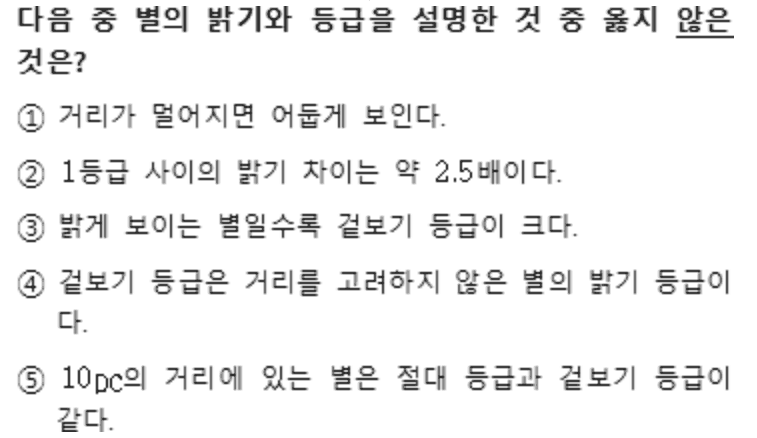 다음 중 별의 밝기와 등급을 설명한 것 중 옳지 않은
것은?
① 거리가 멀어지면 어둡게 보인다.
② 1등급 사이의 밝기 차이는 약 2.5배이다.
③ 밝게 보이는 별일수록 겉보기 등급이 크다.
④ 겉보기 등급은 거리를 고려하지 않은 별의 밝기 등급이
다.
⑤ 10pc의 거리에 있는 별은 절대 등급과 겉보기 등급이
같다.